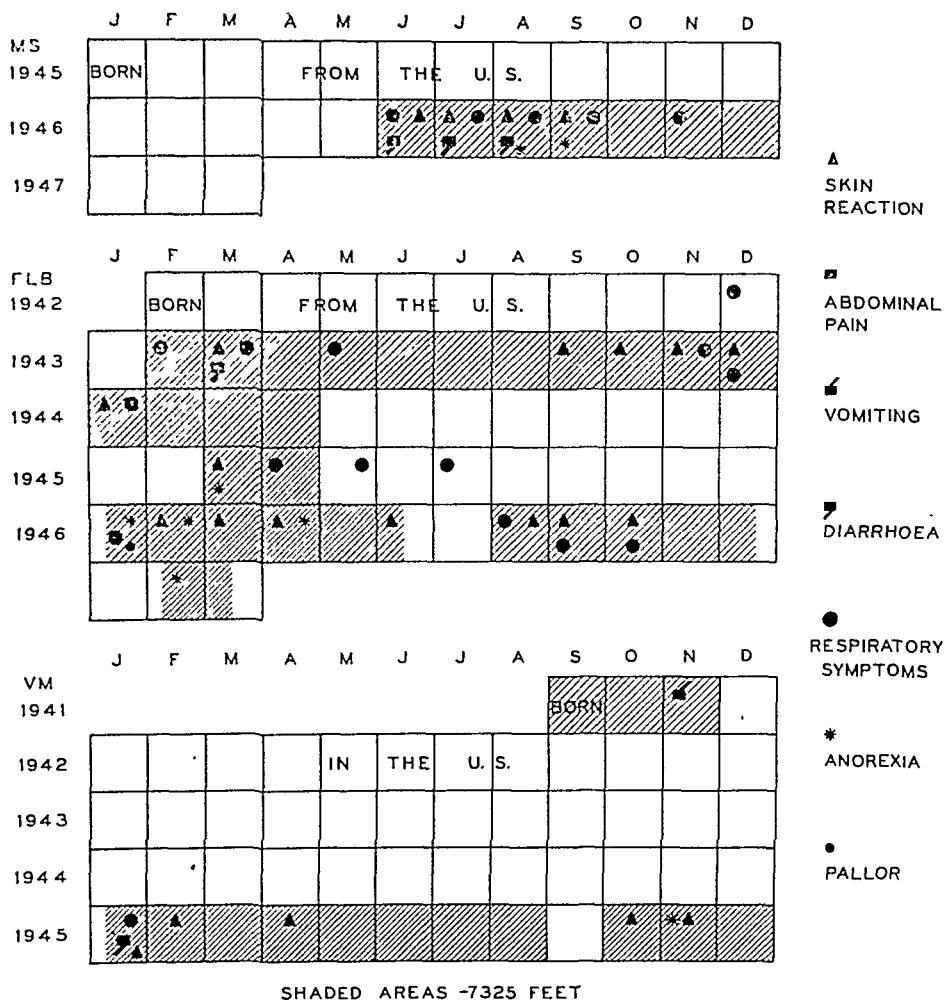 J F M A M J J A S O N D
MS
1945 BORN FROM THE U. S.
1946
1947
SKIN
REACTION
J F M A M J J A S O N D
FLB
1942 BORN FROM THE U. S.
ABDOMINAL
PAIN
1943
1944
VOMITING
1945
1946
DIARRHOEA
RESPIRATORY
SYMPTOMS
J F M A M J J A S O N D
VM
1941 BORN
1942 IN THE U. S.
ANOREXIA
1943
1944
PALLOR
1945
SHADED AREAS -7325 FEET